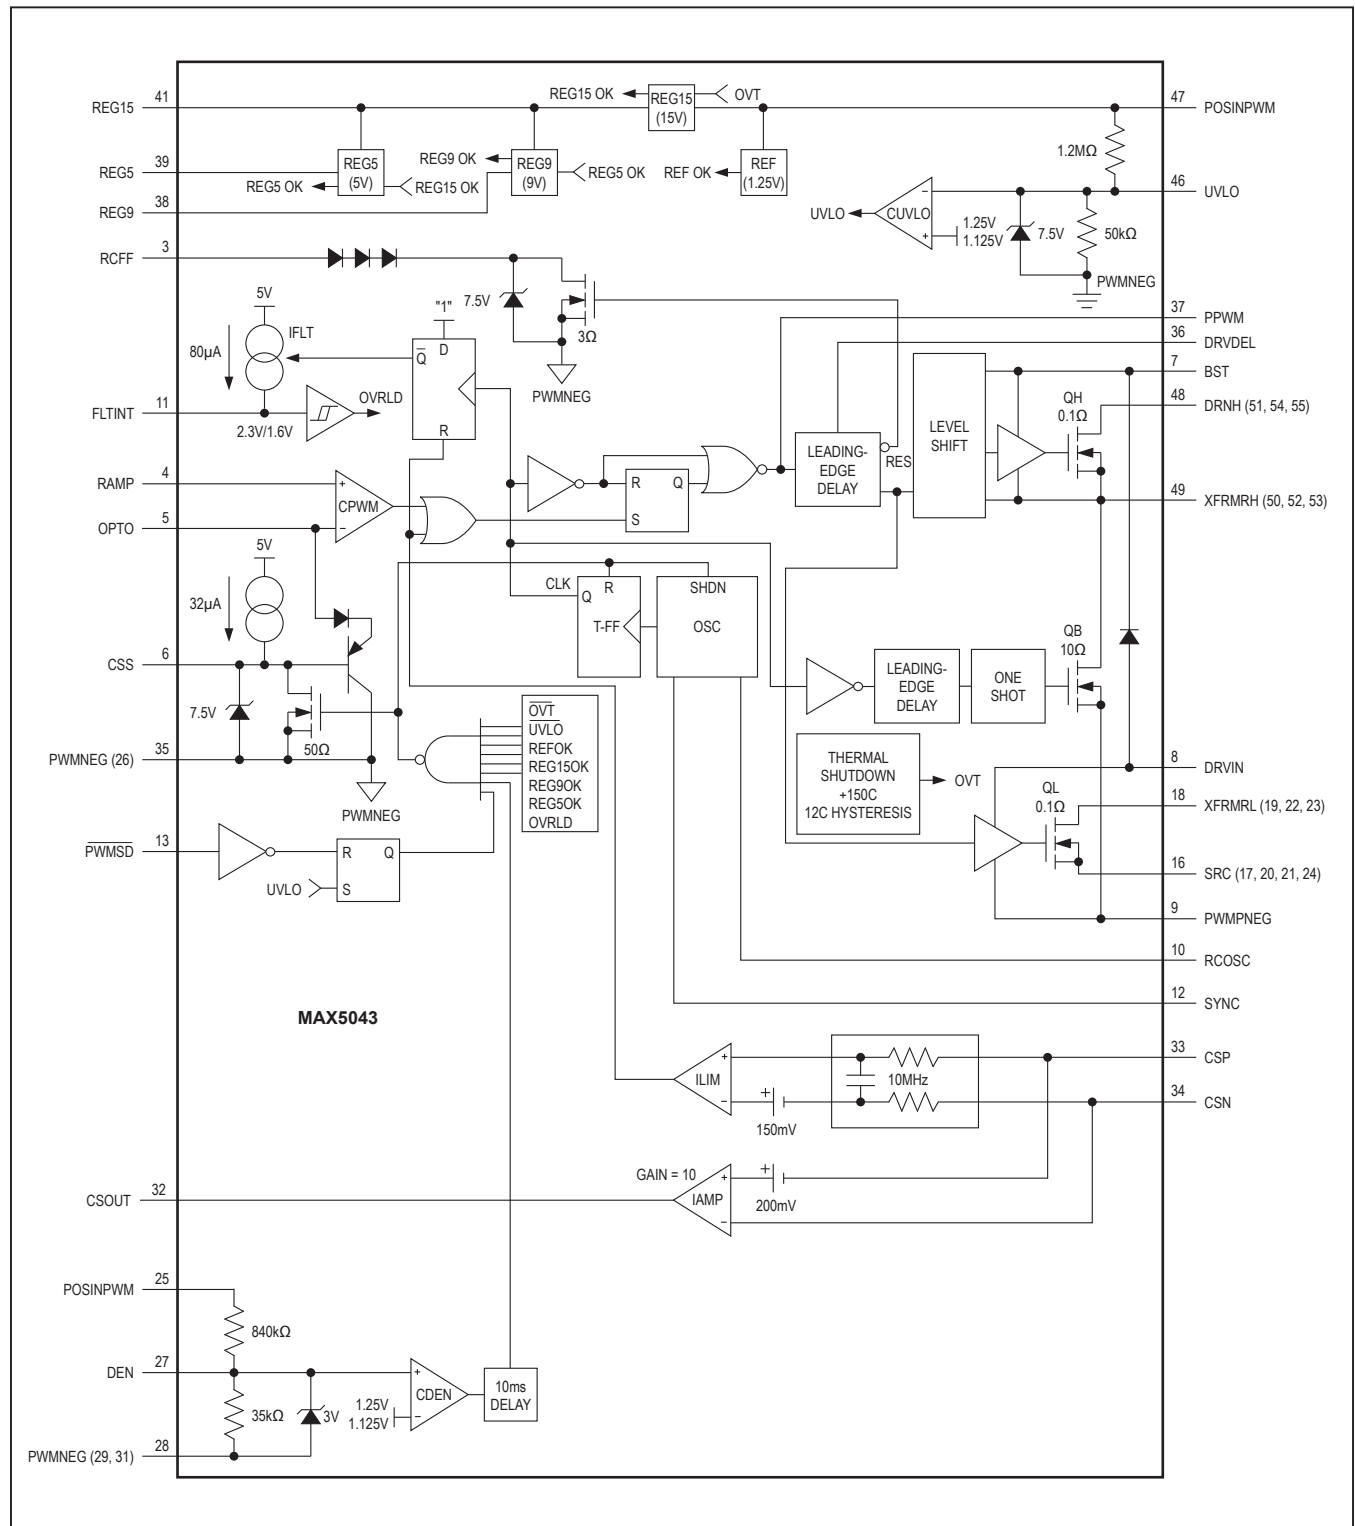 REG15 41
REG15 OK
REG15
(15V)
OVT
47 POSINPWM
1.2MΩ
REG5 39
REG5
(5V)
REG5 OK
REG15 OK
REG9 OK
REG9
(9V)
REG5 OK
REF OK
REF
(1.25V)
46 UVLO
REG9 38
UVLO
CUVLO
−
+
1.25V
1.125V
7.5V
50kΩ
PWMNEG
RCFF 3
7.5V
3Ω
PWMNEG
5V
IFLT
80µA
"1"
D
Q
R
37 PPWM
36 DRVDEL
7 BST
FLTINT 11
2.3V/1.6V
OVRLD
QH
0.1Ω
48 DRNH (51, 54, 55)
LEVEL
SHIFT
LEADING-
EDGE
DELAY
RES
RAMP 4
OPTO 5
+
CPWM
−
R
Q
S
49 XFRMRH (50, 52, 53)
5V
32µA
CLK
Q
R
T-FF
SHDN
OSC
CSS 6
7.5V
50Ω
PWMNEG (26) 35
PWMNEG
OVT
UVLO
REFOK
REG15OK
REG9OK
REG5OK
OVRLD
LEADING-
EDGE
DELAY
ONE
SHOT
QB
10Ω
THERMAL
SHUTDOWN
+150C
12C HYSTERESIS
OVT
8 DRVIN
QL
0.1Ω
18 XFRMRL (19, 22, 23)
PWMSD 13
R
Q
UVLO
S
16 SRC (17, 20, 21, 24)
9 PWMPNEG
10 RCOSC
12 SYNC
MAX5043
+
ILIM
−
+
150mV
10MHz
33 CSP
34 CSN
CSOUT 32
GAIN = 10
+
IAMP
−
+
200mV
POSINPWM 25
840kΩ
DEN 27
35kΩ
3V
+
CDEN
−
1.25V
1.125V
10ms
DELAY
PWMNEG (29, 31) 28